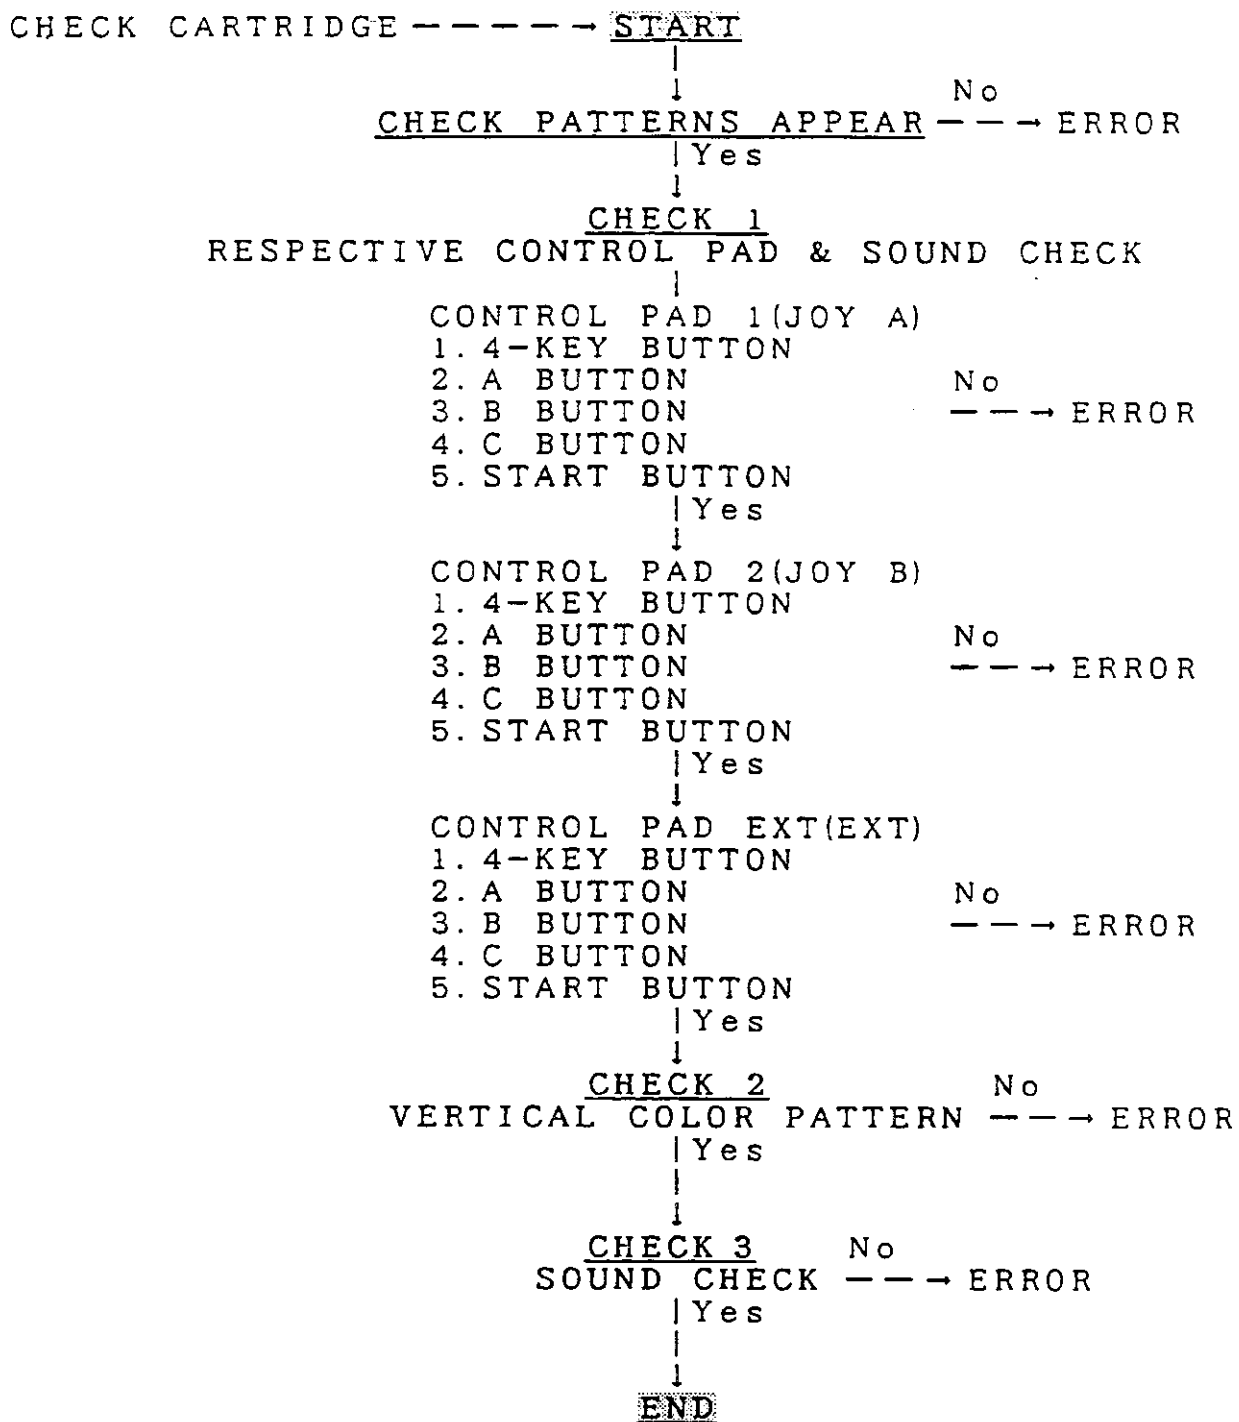 CHECK CARTRIDGE −−−−−→ START
No
CHECK PATTERNS APPEAR −−→ ERROR
Yes
CHECK 1
RESPECTIVE CONTROL PAD & SOUND CHECK
CONTROL PAD 1(JOY A)
1. 4−KEY BUTTON
2. A BUTTON No
3. B BUTTON −−→ ERROR
4. C BUTTON
5. START BUTTON
Yes
CONTROL PAD 2(JOY B)
1. 4−KEY BUTTON
2. A BUTTON No
3. B BUTTON −−→ ERROR
4. C BUTTON
5. START BUTTON
Yes
CONTROL PAD EXT(EXT)
1. 4−KEY BUTTON
2. A BUTTON No
3. B BUTTON −−→ ERROR
4. C BUTTON
5. START BUTTON
Yes
CHECK 2 No
VERTICAL COLOR PATTERN −−→ ERROR
Yes
CHECK 3 No
SOUND CHECK −−→ ERROR
Yes
END